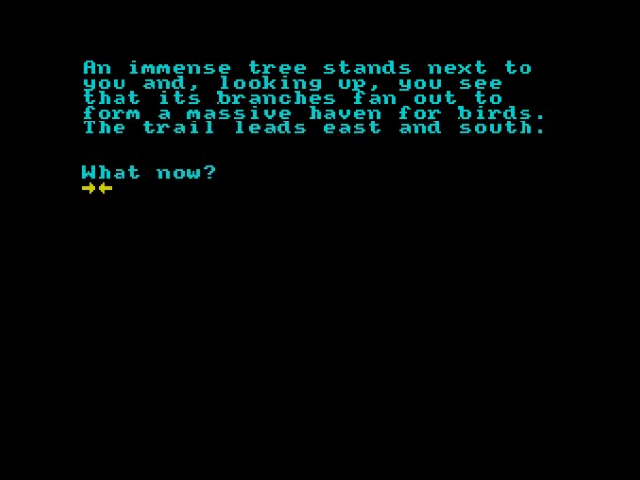 An immense tree stands next to
you and, looking up, you see
that its branches fan out to
form a massive haven for birds.
The trail leads east and south.
What now?
→←